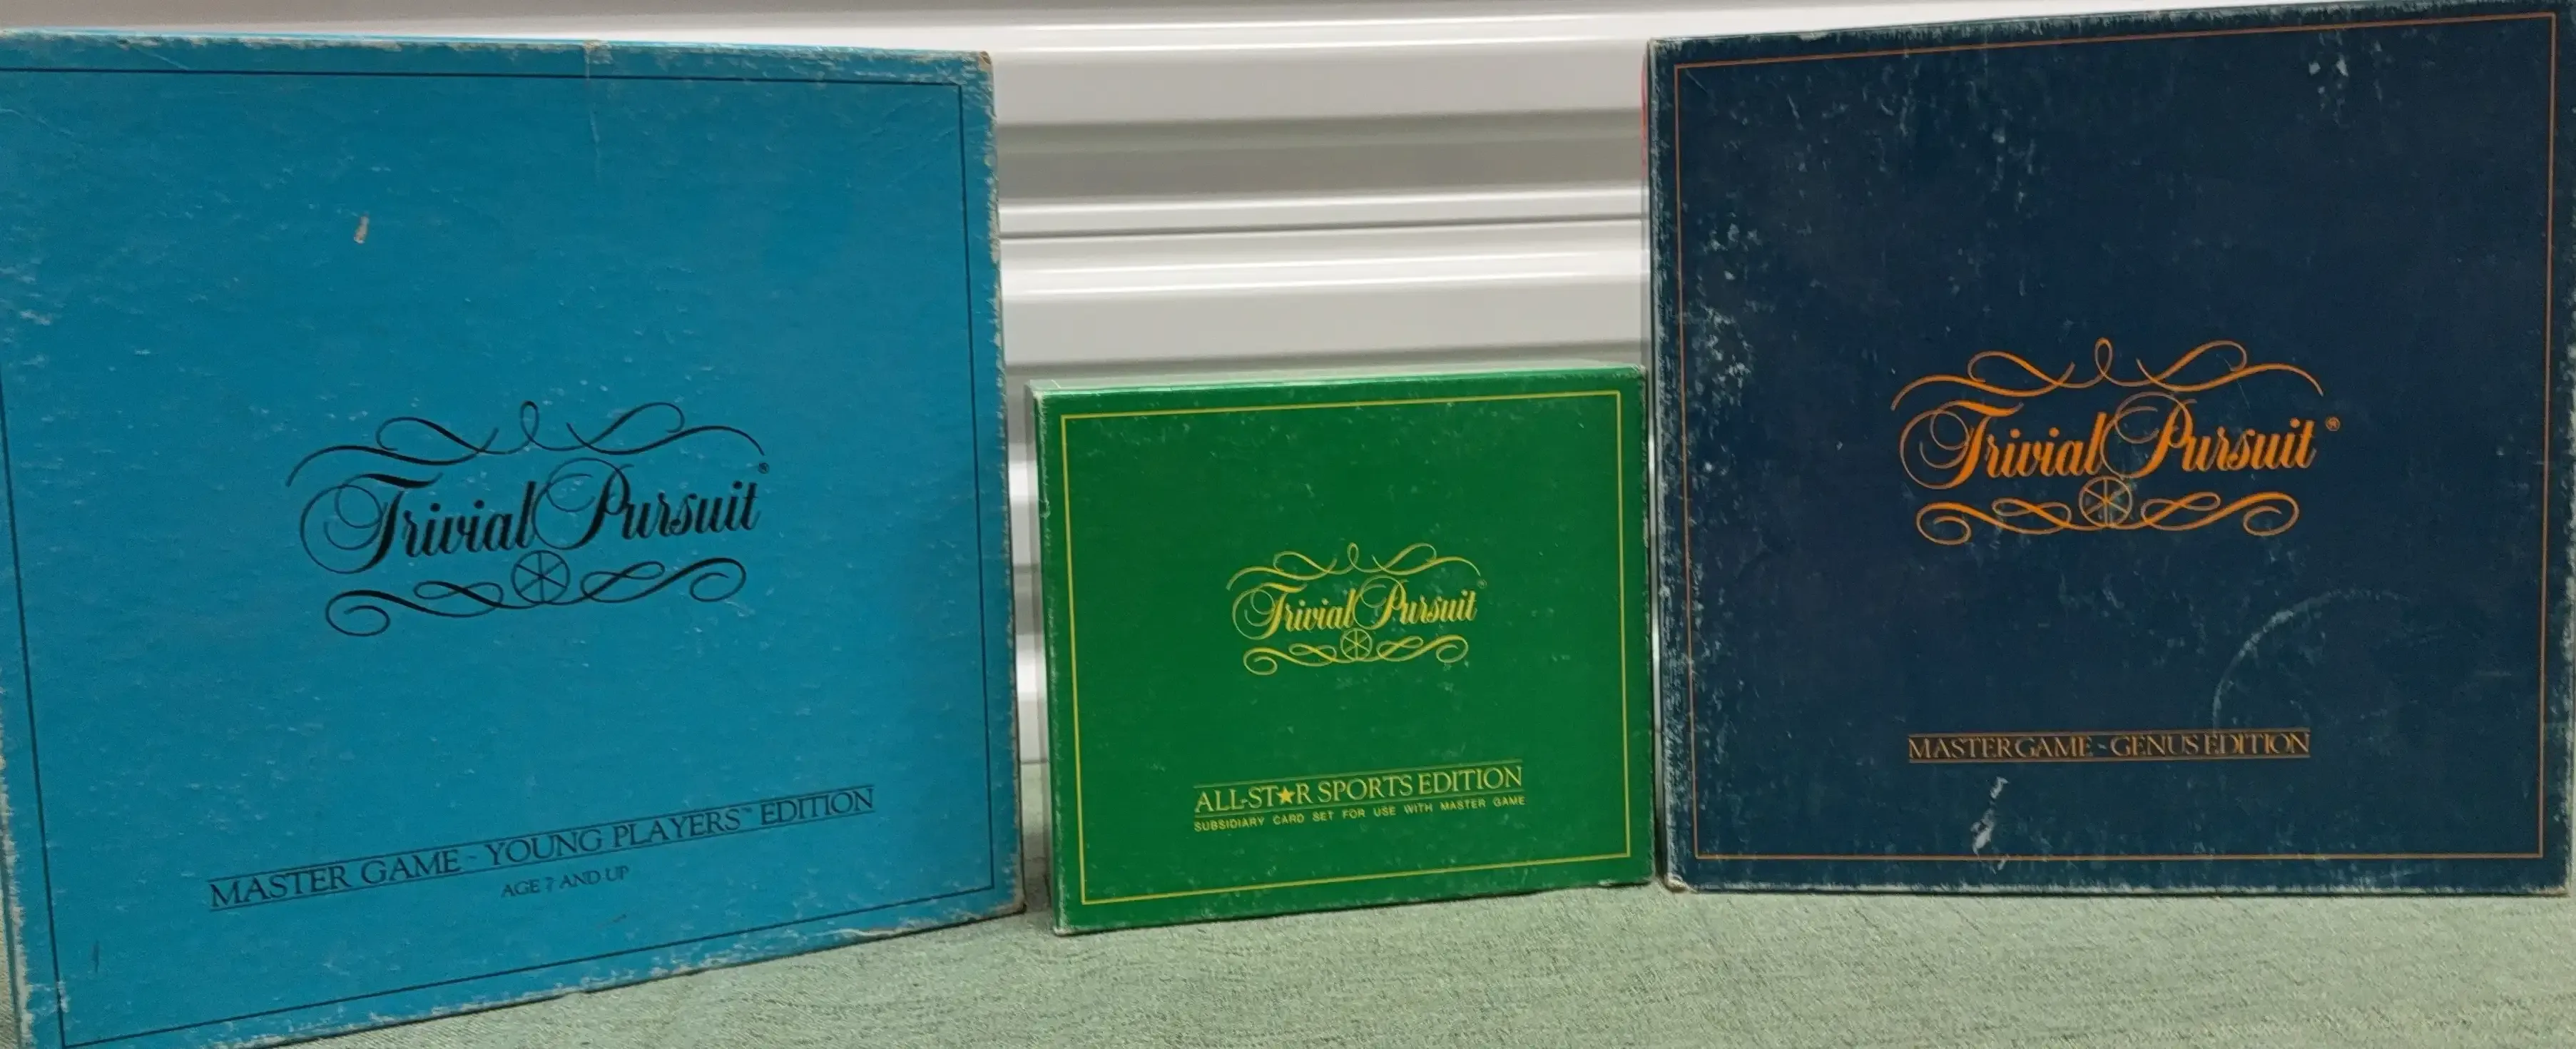 Trivial Pursuit®
MASTER GAME - YOUNG PLAYERS™ EDITION
AGE 7 AND UP
Trivial Pursuit®
ALL-ST★R SPORTS EDITION
SUBSIDIARY CARD SET FOR USE WITH MASTER GAME
Trivial Pursuit®
MASTER GAME - GENUS EDITION